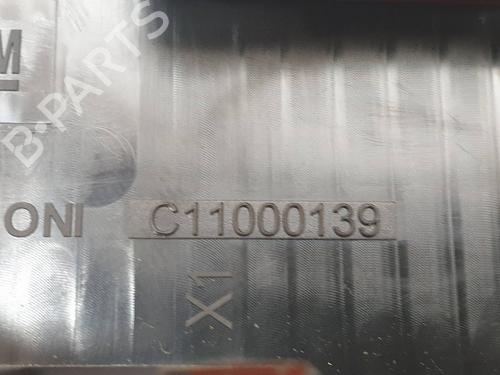 M
B-PARTS
ONI C11000139
X1